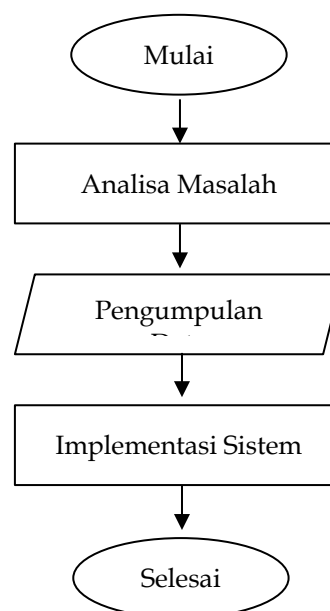 Mulai
Analisa Masalah
Pengumpulan
Implementasi Sistem
Selesai